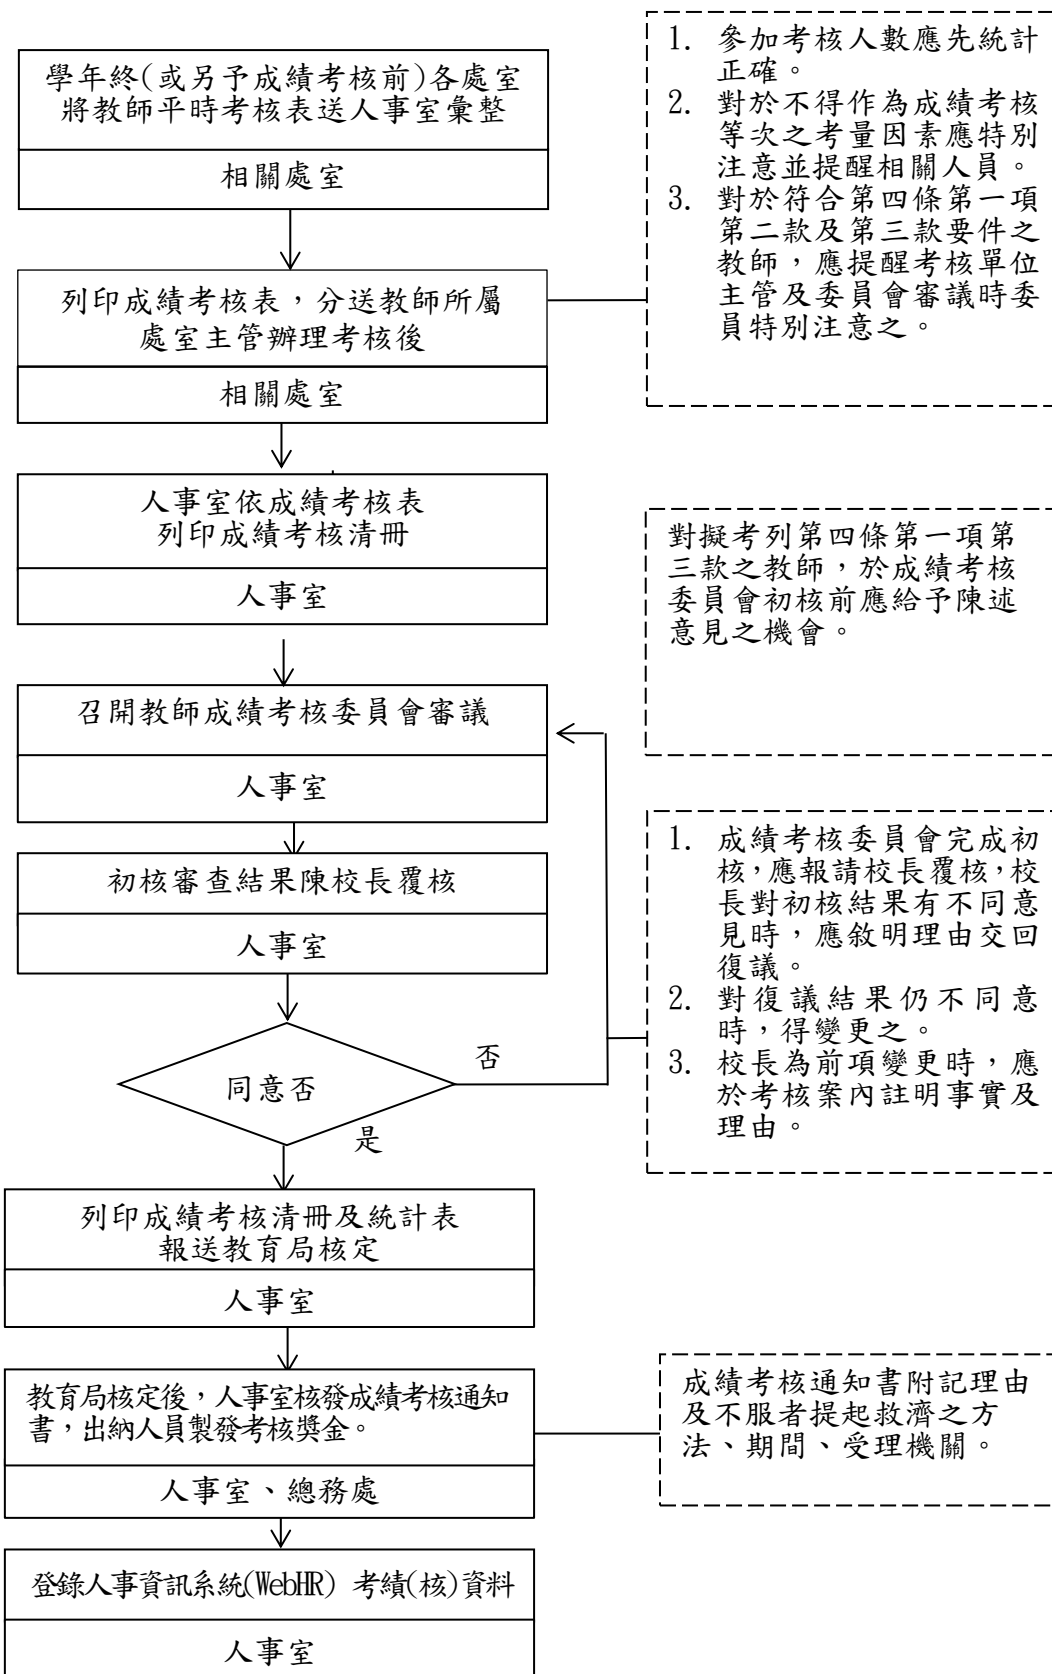 學年終(或另予成績考核前)各處室
將教師平時考核表送人事室彙整
相關處室
1. 參加考核人數應先統計
正確。
2. 對於不得作為成績考核
等次之考量因素應特別
注意並提醒相關人員。
3. 對於符合第四條第一項
第二款及第三款要件之
教師，應提醒考核單位
主管及委員會審議時委
員特別注意之。
列印成績考核表，分送教師所屬
處室主管辦理考核後
相關處室
人事室依成績考核表
列印成績考核清冊
人事室
對擬考列第四條第一項第
三款之教師，於成績考核
委員會初核前應給予陳述
意見之機會。
召開教師成績考核委員會審議
人事室
初核審查結果陳校長覆核
人事室
1. 成績考核委員會完成初
核，應報請校長覆核，校
長對初核結果有不同意
見時，應敘明理由交回
復議。
2. 對復議結果仍不同意
時，得變更之。
3. 校長為前項變更時，應
於考核案內註明事實及
理由。
同意否
否
是
列印成績考核清冊及統計表
報送教育局核定
人事室
教育局核定後，人事室核發成績考核通知
書，出納人員製發考核獎金。
人事室、總務處
成績考核通知書附記理由
及不服者提起救濟之方
法、期間、受理機關。
登錄人事資訊系統(WebHR) 考績(核)資料
人事室